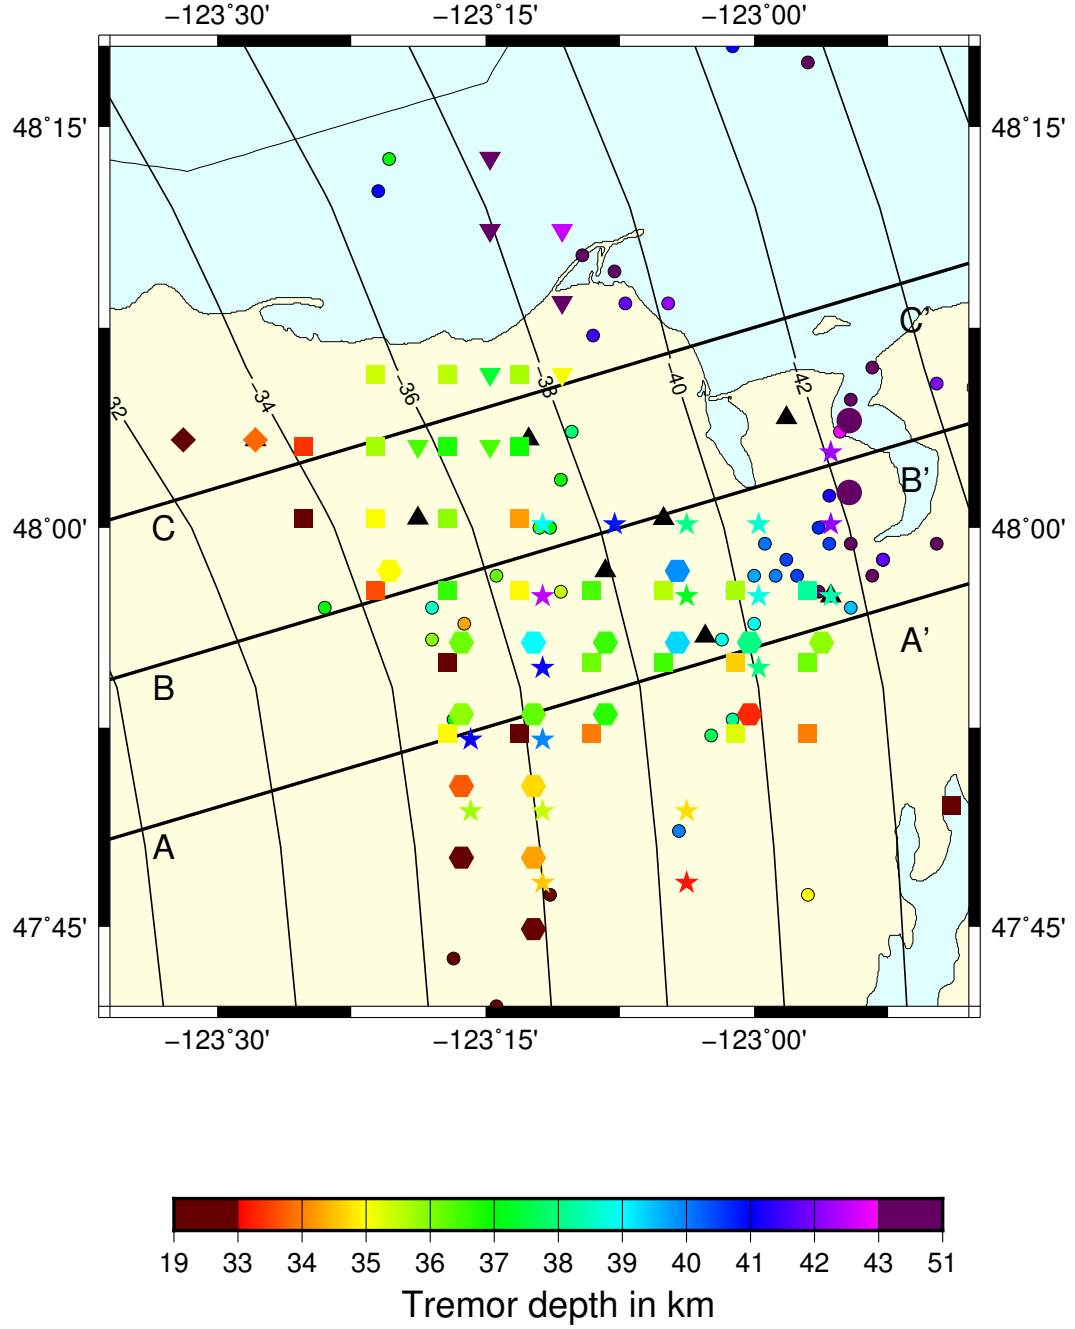 −123˚30' −123˚15' −123˚00'
48˚15' 48˚15'
C'
32 34 36 38 40 42
B'
C
48˚00' 48˚00'
A'
B
A
47˚45' 47˚45'
−123˚30' −123˚15' −123˚00'
19 33 34 35 36 37 38 39 40 41 42 43 51
Tremor depth in km